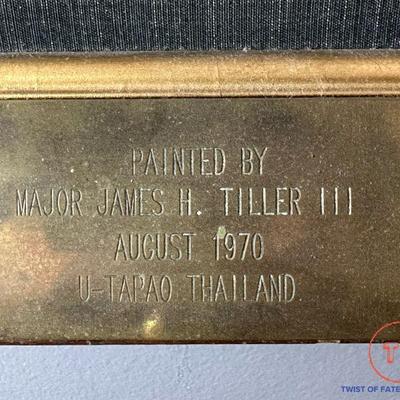 PAINTED BY
MAJOR JAMES H. TILLER III
AUGUST 1970
U-TAPAO THAILAND
TWIST OF FATE